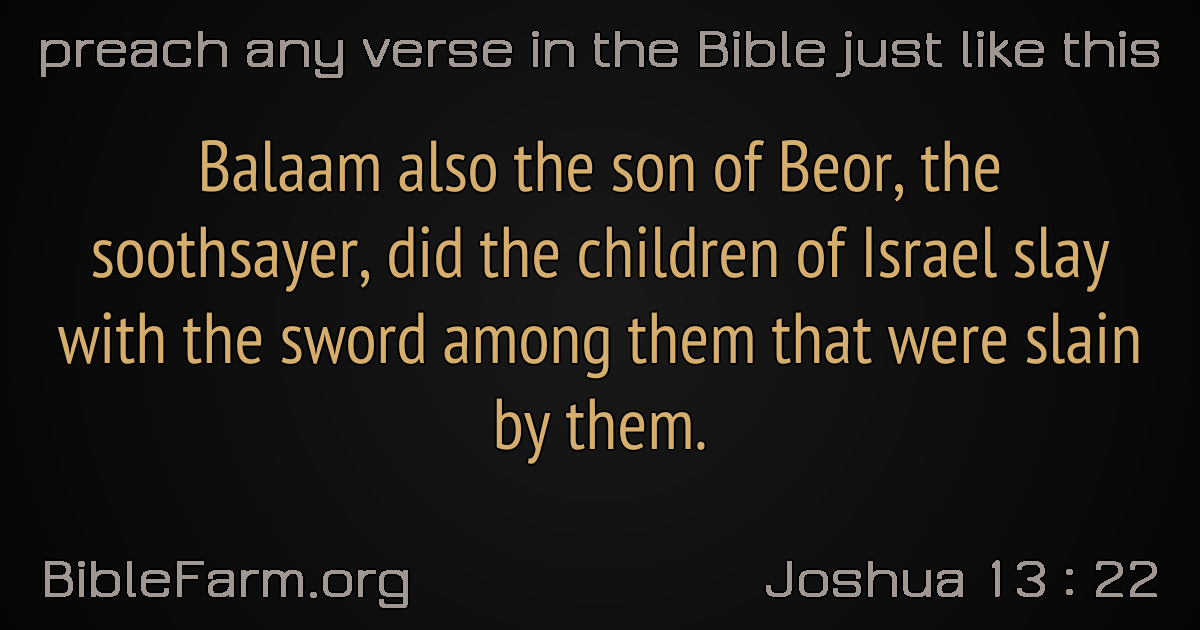 preach any verse in the Bible just like this
Balaam also the son of Beor, the
soothsayer, did the children of Israel slay
with the sword among them that were slain
by them.
BibleFarm.org
Joshua 13 : 22